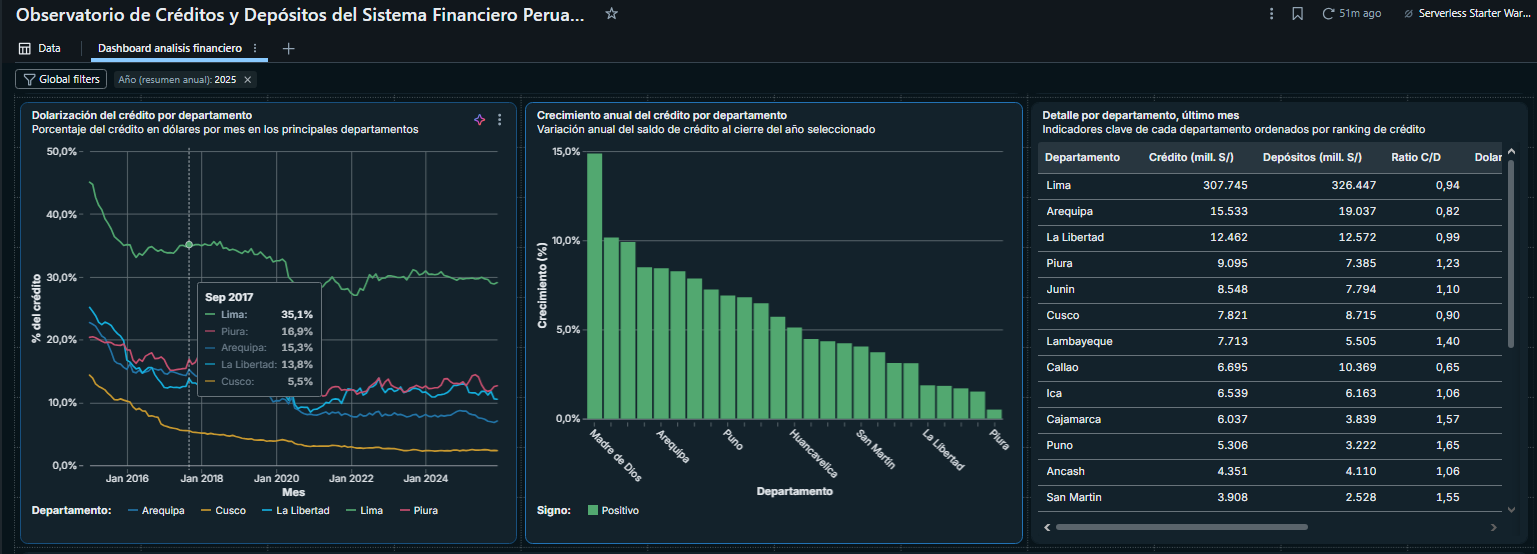 Observatorio de Créditos y Depósitos del Sistema Financiero Perua...
51m ago
Serverless Starter War...
Data
Dashboard analisis financiero
Global filters
Año (resumen anual): 2025
Dolarización del crédito por departamento
Porcentaje del crédito en dólares por mes en los principales departamentos
50,0%
40,0%
30,0%
20,0%
10,0%
0,0%
% del crédito
Sep 2017
Lima: 35,1%
Piura: 16,9%
Arequipa: 15,3%
La Libertad: 13,8%
Cusco: 5,5%
Jan 2016 Jan 2018 Jan 2020 Jan 2022 Jan 2024
Mes
Departamento: Arequipa Cusco La Libertad Lima Piura
Crecimiento anual del crédito por departamento
Variación anual del saldo de crédito al cierre del año seleccionado
15,0%
10,0%
5,0%
0,0%
Crecimiento (%)
Madre de Dios Arequipa Puno Huancavelica San Martin La Libertad Piura
Departamento
Signo: Positivo
Detalle por departamento, último mes
Indicadores clave de cada departamento ordenados por ranking de crédito
Departamento Crédito (mill. S/) Depósitos (mill. S/) Ratio C/D Dolar
Lima 307.745 326.447 0,94
Arequipa 15.533 19.037 0,82
La Libertad 12.462 12.572 0,99
Piura 9.095 7.385 1,23
Junin 8.548 7.794 1,10
Cusco 7.821 8.715 0,90
Lambayeque 7.713 5.505 1,40
Callao 6.695 10.369 0,65
Ica 6.539 6.163 1,06
Cajamarca 6.037 3.839 1,57
Puno 5.306 3.222 1,65
Ancash 4.351 4.110 1,06
San Martin 3.908 2.528 1,55